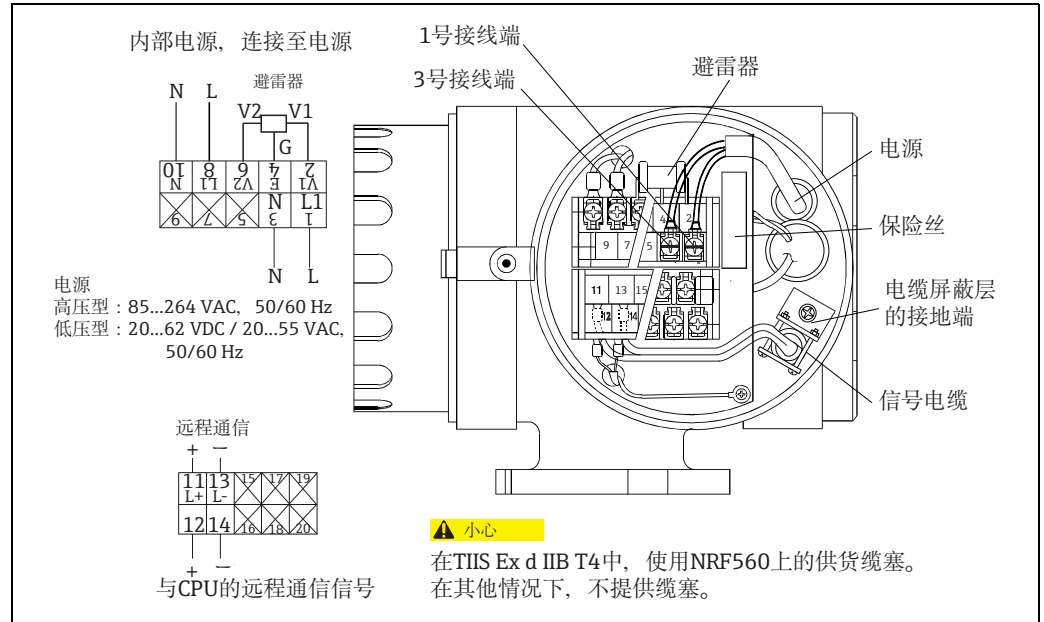 内部电源，连接至电源
避雷器
N L
V2 V1
G
10 8 6 4 2
N L1 V2 E V1
N L1
9 7 5 3 1
N L
电源
高压型：85...264 VAC, 50/60 Hz
低压型：20...62 VDC / 20...55 VAC,
50/60 Hz
远程通信
+ −
11 13 15 17 19
L+ L-
12 14 16 18 20
+ −
与CPU的远程通信信号
1号接线端
3号接线端
避雷器
电源
保险丝
电缆屏蔽层
的接地端
信号电缆
4 2
9 7 5
11 13 15
12 14
小心
在TIIS Ex d IIB T4中，使用NRF560上的供货缆塞。
在其他情况下，不提供缆塞。